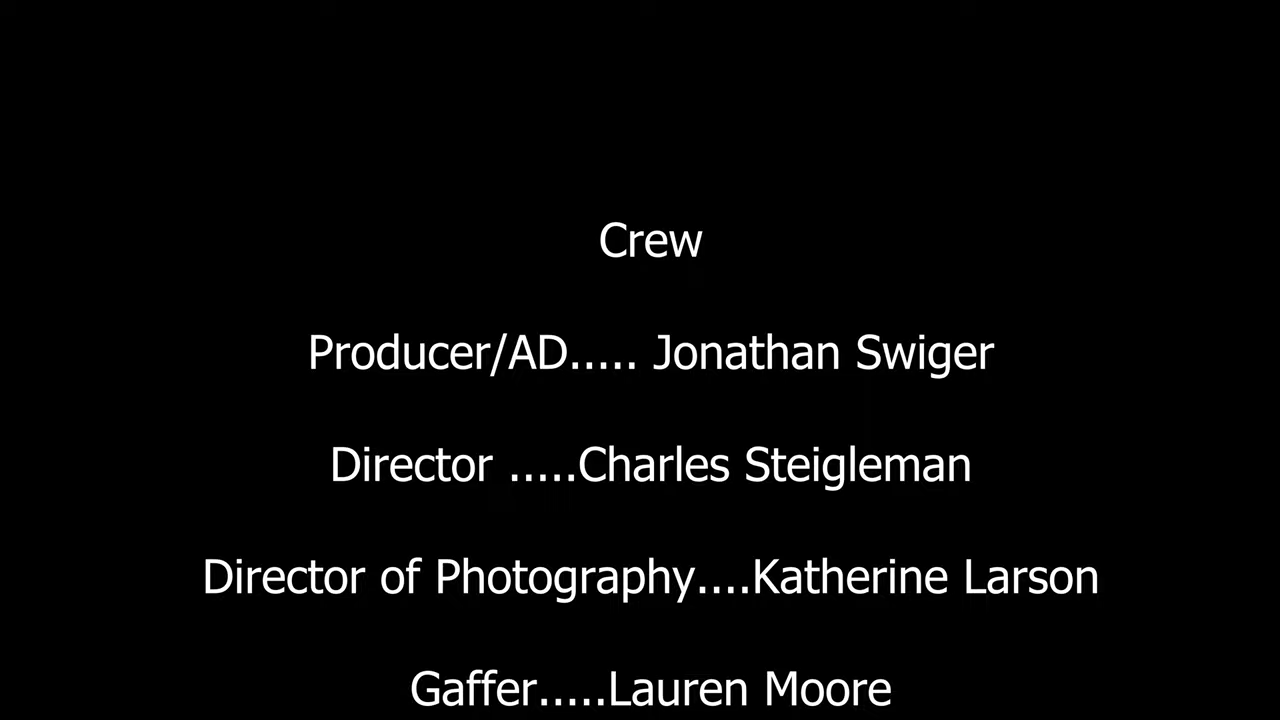 Crew
Producer/AD..... Jonathan Swiger
Director .....Charles Steigleman
Director of Photography....Katherine Larson
Gaffer.....Lauren Moore